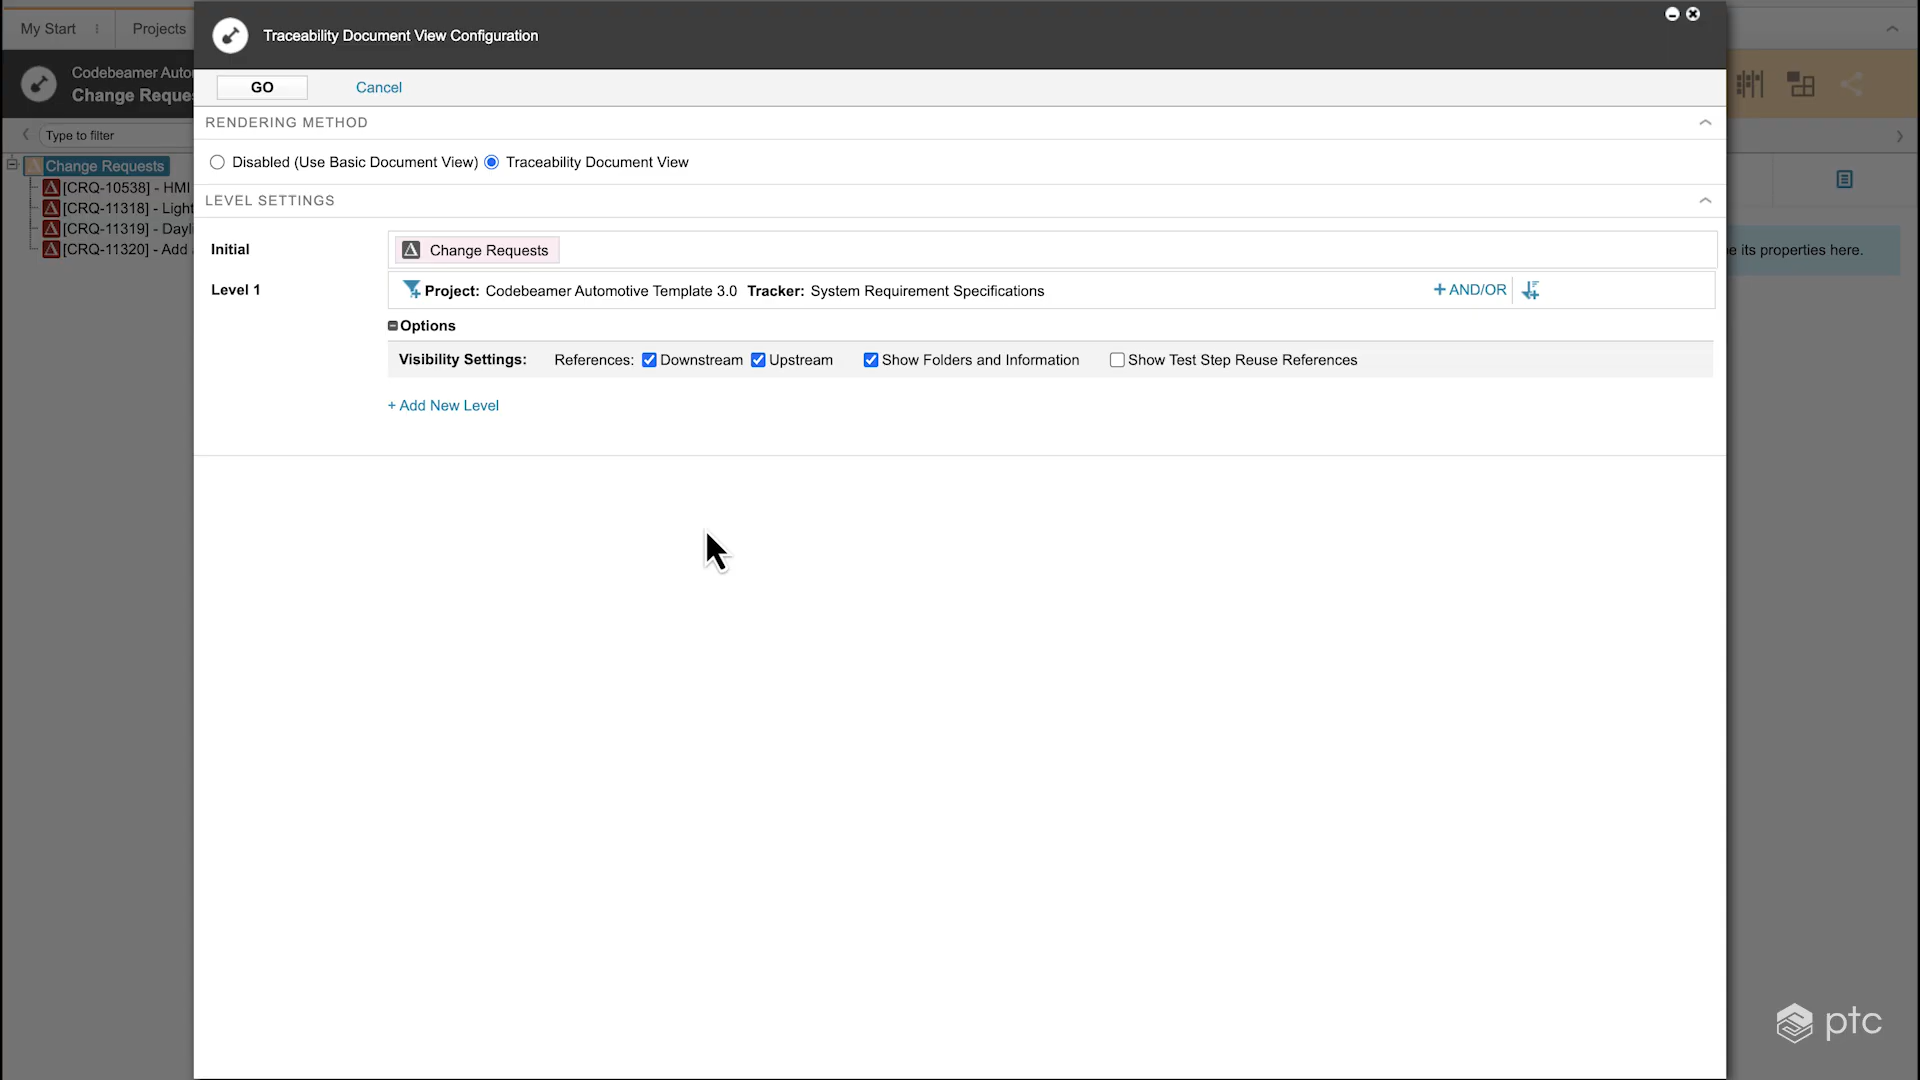 My Start
Projects
Traceability Document View Configuration
Codebeamer Auto
Change Reque
GO
Cancel
RENDERING METHOD
Type to filter
Disabled (Use Basic Document View)
Traceability Document View
Change Requests
[CRQ-10538] - HMI
[CRQ-11318] - Light
[CRQ-11319] - Dayli
[CRQ-11320] - Add
LEVEL SETTINGS
Initial
Change Requests
e its properties here.
Level 1
Project: Codebeamer Automotive Template 3.0 Tracker: System Requirement Specifications
+ AND/OR
Options
Visibility Settings: References: Downstream Upstream Show Folders and Information Show Test Step Reuse References
+ Add New Level
ptc